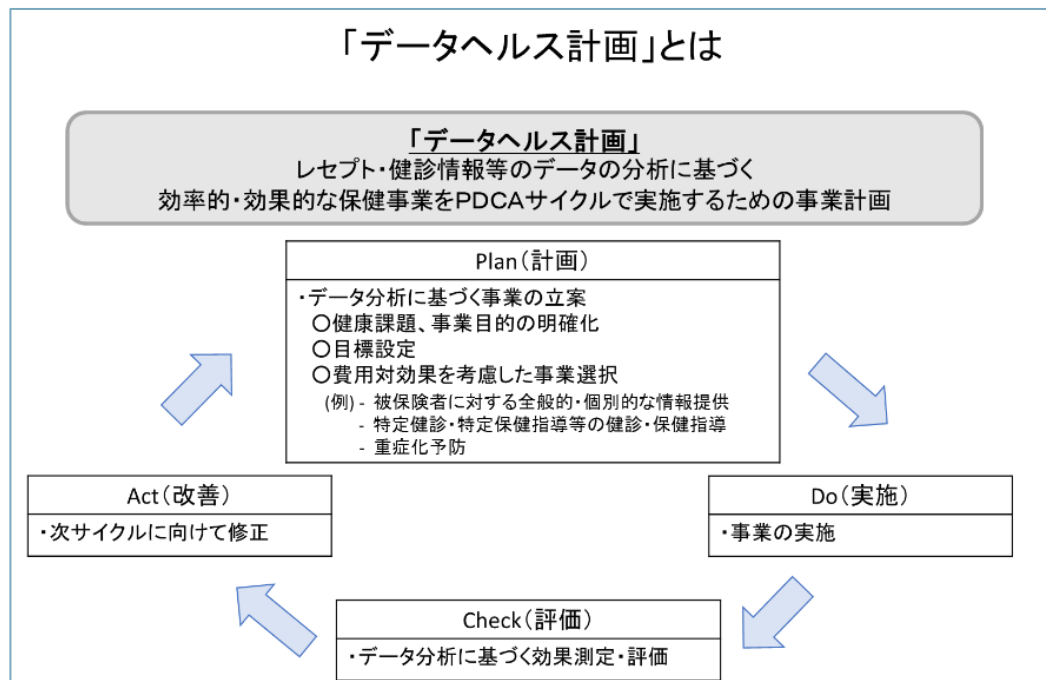 「データヘルス計画」とは
「データヘルス計画」
レセプト・健診情報等のデータの分析に基づく
効率的・効果的な保健事業をPDCAサイクルで実施するための事業計画
Plan(計画)
・データ分析に基づく事業の立案
○健康課題、事業目的の明確化
○目標設定
○費用対効果を考慮した事業選択
(例) - 被保険者に対する全般的・個別的な情報提供
- 特定健診・特定保健指導等の健診・保健指導
- 重症化予防
Act(改善)
・次サイクルに向けて修正
Do(実施)
・事業の実施
Check(評価)
・データ分析に基づく効果測定・評価